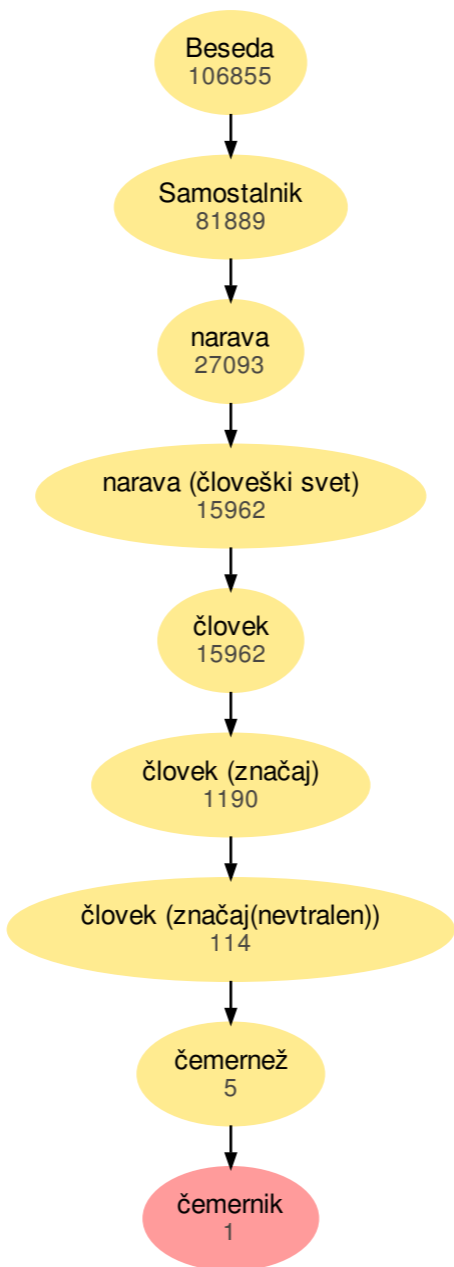 Beseda
106855
Samostalnik
81889
narava
27093
narava (človeški svet)
15962
človek
15962
človek (značaj)
1190
človek (značaj(nevtralen))
114
čemernež
5
čemernik
1